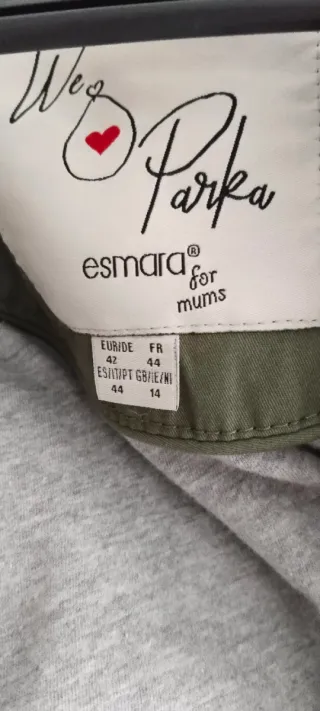 We
Parka
esmara®
for
mums
EUR/DE FR
42 44
ES/IT/PT GB/IE/NI
44 14